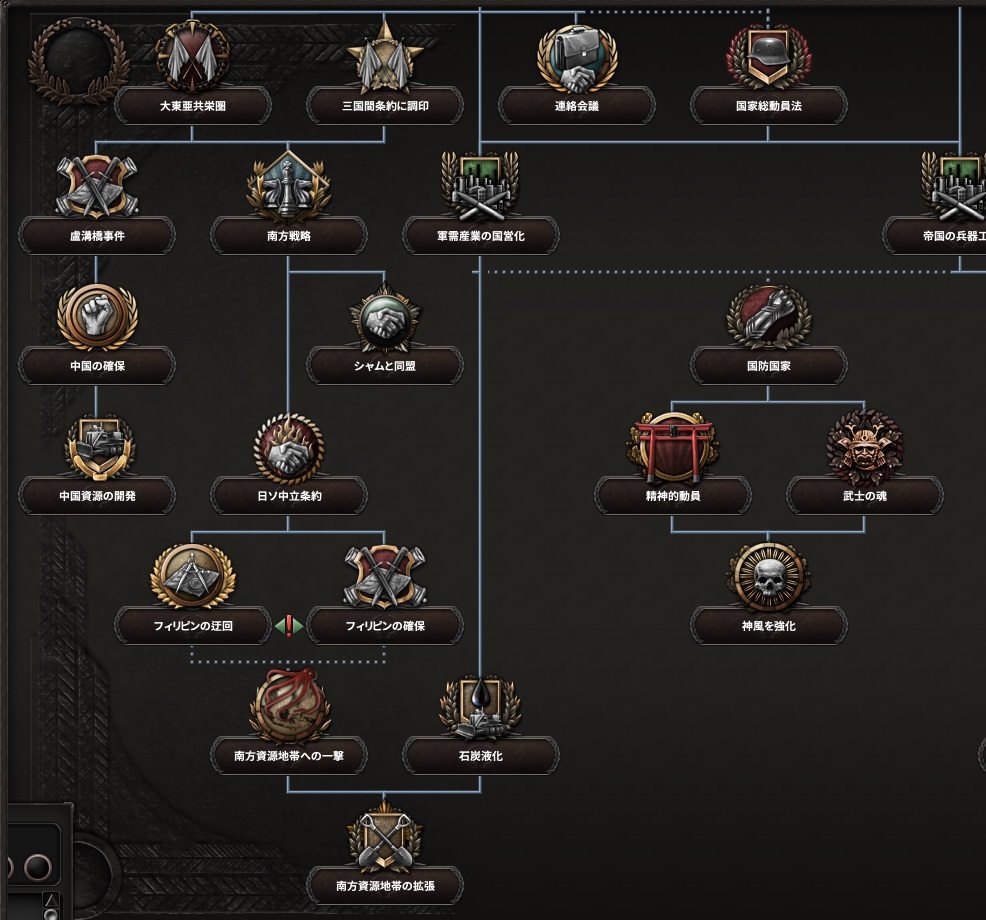 大東亜共栄圏
三国間条約に調印
連絡会議
国家総動員法
盧溝橋事件
南方戦略
軍需産業の国営化
帝国の兵器工
中国の確保
シャムと同盟
国防国家
中国資源の開発
日ソ中立条約
精神的動員
武士の魂
フィリピンの迂回
フィリピンの確保
神風を強化
南方資源地帯への一撃
石炭液化
南方資源地帯の拡張